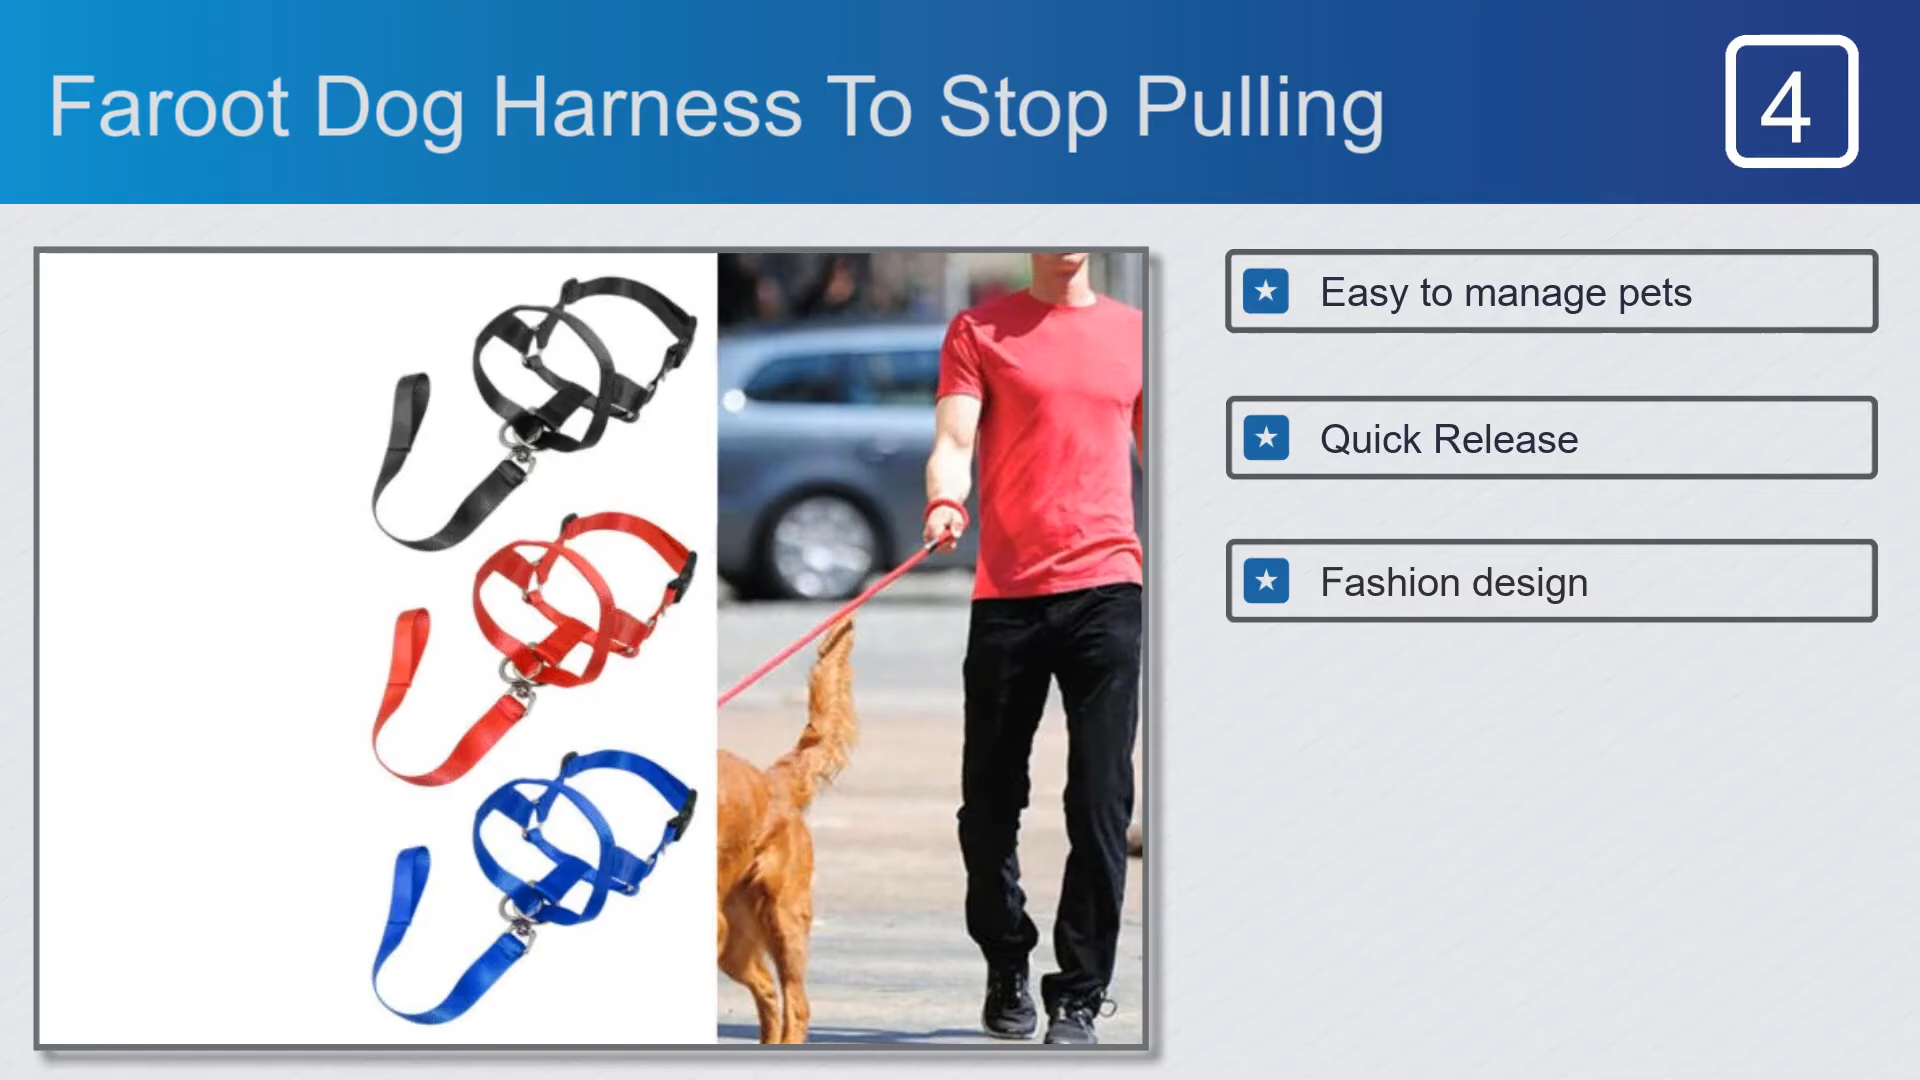 Faroot Dog Harness To Stop Pulling
4
Easy to manage pets
Quick Release
Fashion design